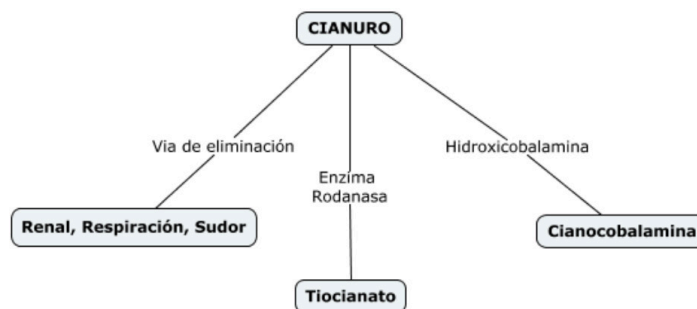 CIANURO
Via de eliminación
Hidroxicobalamina
Enzima
Rodanasa
Renal, Respiración, Sudor
Cianocobalamina
Tiocianato